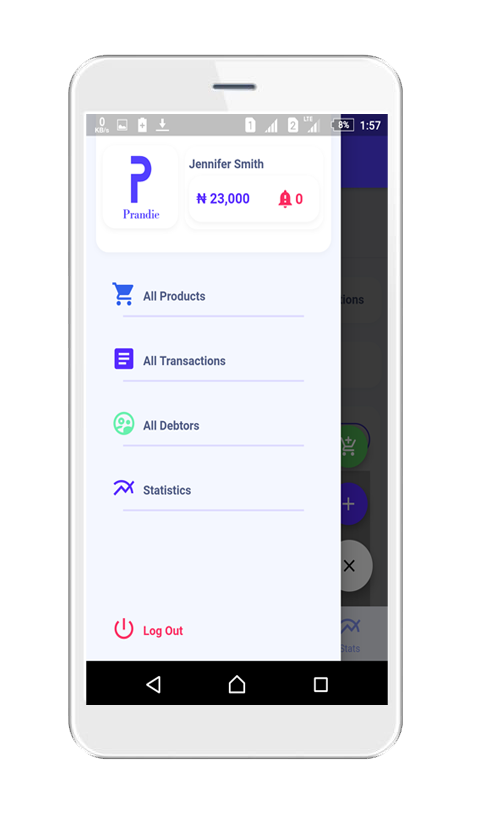 0
KB/s
1
2
LTE
8%
1:57
Jennifer Smith
₦ 23,000
0
P
Prandie
All Products
tions
All Transactions
All Debtors
Statistics
Log Out
Stats